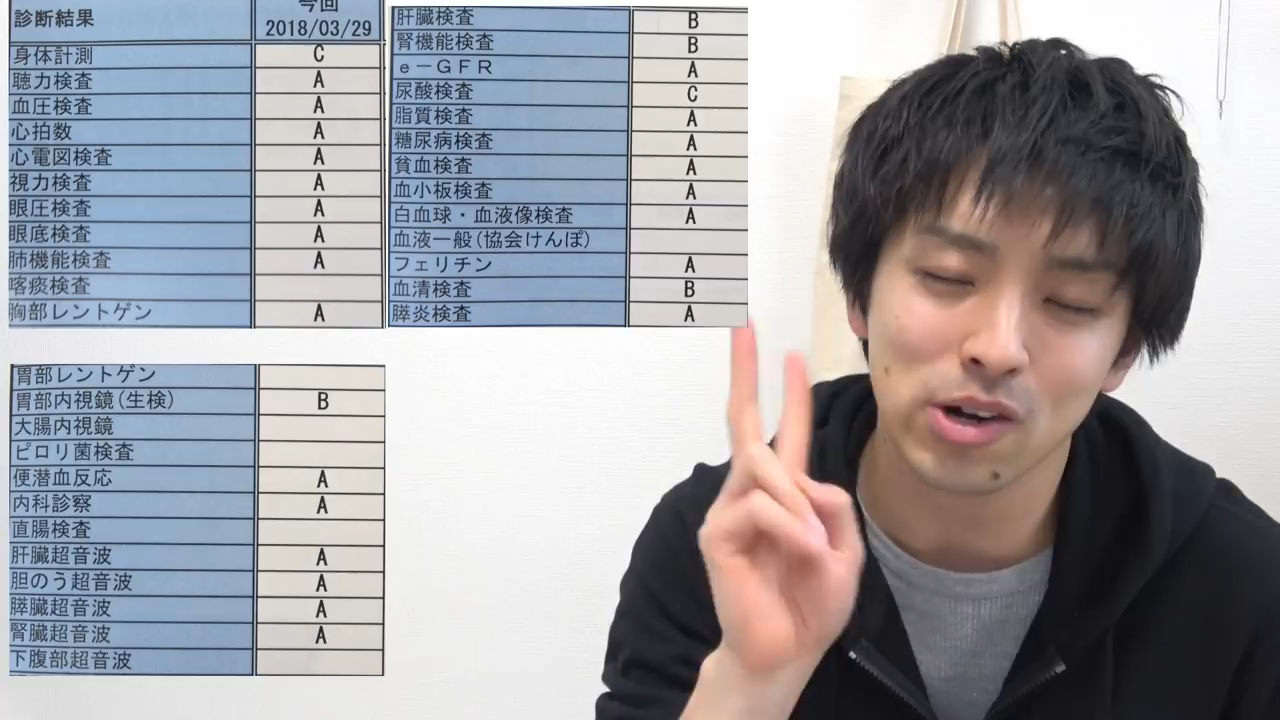 診断結果 今回
2018/03/29
身体計測 C
聴力検査 A
血圧検査 A
心拍数 A
心電図検査 A
視力検査 A
眼圧検査 A
眼底検査 A
肺機能検査 A
喀痰検査
胸部レントゲン A
肝臓検査 B
腎機能検査 B
e－GFR A
尿酸検査 C
脂質検査 A
糖尿病検査 A
貧血検査 A
血小板検査 A
白血球・血液像検査 A
血液一般(協会けんぽ)
フェリチン A
血清検査 B
膵炎検査 A
胃部レントゲン
胃部内視鏡(生検) B
大腸内視鏡
ピロリ菌検査
便潜血反応 A
内科診察 A
直腸検査
肝臓超音波 A
胆のう超音波 A
膵臓超音波 A
腎臓超音波 A
下腹部超音波